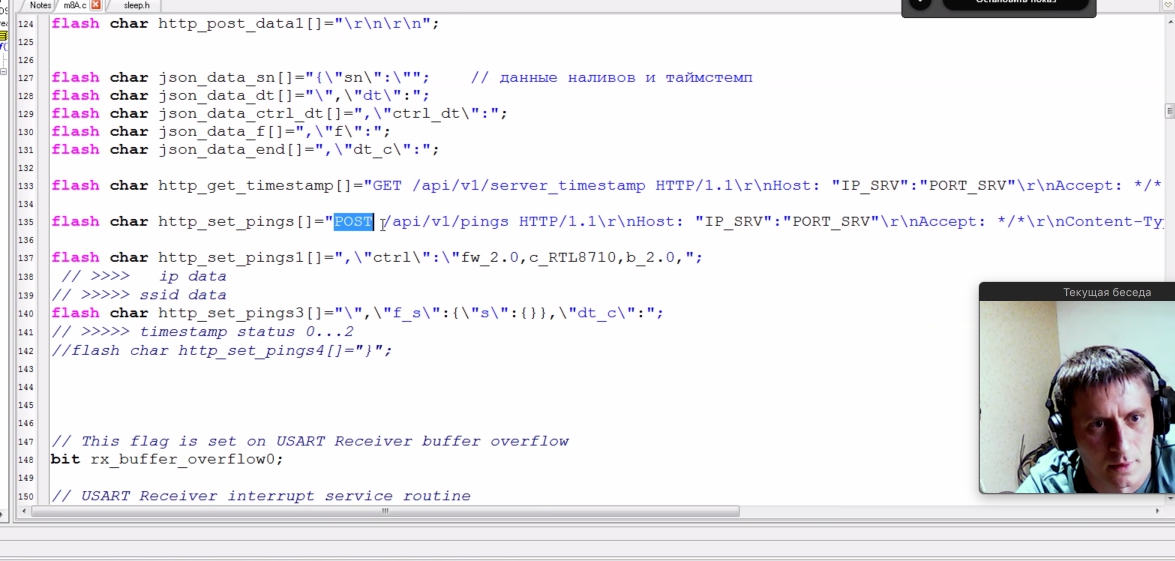 Notes m8A.c sleep.h
Остановить показ
124 flash char http_post_data1[]="\r\n\r\n";
125
126
127 flash char json_data_sn[]="{\"sn\":\""; // данные наливов и таймстемп
128 flash char json_data_dt[]="\",\"dt\":";
129 flash char json_data_ctrl_dt[]=",\"ctrl_dt\":";
130 flash char json_data_f[]=",\"f\":";
131 flash char json_data_end[]=",\"dt_c\":";
132
133 flash char http_get_timestamp[]="GET /api/v1/server_timestamp HTTP/1.1\r\nHost: "IP_SRV":"PORT_SRV"\r\nAccept: */*
134
135 flash char http_set_pings[]="POST /api/v1/pings HTTP/1.1\r\nHost: "IP_SRV":"PORT_SRV"\r\nAccept: */*\r\nContent-Ty
136
137 flash char http_set_pings1[]=",\"ctrl\":\"fw_2.0,c_RTL8710,b_2.0,";
138 // >>>> ip data
139 // >>>>> ssid data
140 flash char http_set_pings3[]="\",\"f_s\":{\"s\":{}},\"dt_c\":";
141 // >>>>> timestamp status 0...2
142 //flash char http_set_pings4[]="}";
143
144
145
146
147 // This flag is set on USART Receiver buffer overflow
148 bit rx_buffer_overflow0;
149
150 // USART Receiver interrupt service routine
Текущая беседа